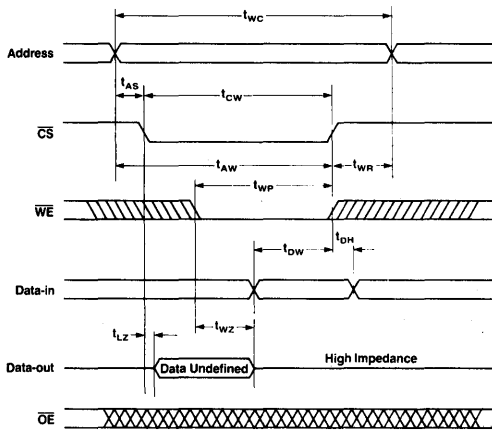 tWC
Address
tAS
tCW
CS
tAW
tWR
tWP
WE
tDW
tDH
Data-in
tLZ
tWZ
High Impedance
Data-out
Data Undefined
OE